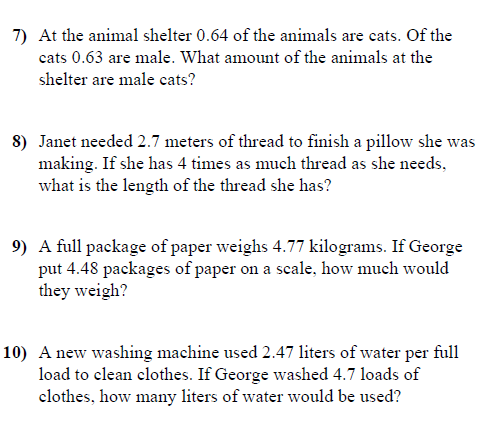 7) At the animal shelter 0.64 of the animals are cats. Of the
cats 0.63 are male. What amount of the animals at the
shelter are male cats?
8) Janet needed 2.7 meters of thread to finish a pillow she was
making. If she has 4 times as much thread as she needs,
what is the length of the thread she has?
9) A full package of paper weighs 4.77 kilograms. If George
put 4.48 packages of paper on a scale, how much would
they weigh?
10) A new washing machine used 2.47 liters of water per full
load to clean clothes. If George washed 4.7 loads of
clothes, how many liters of water would be used?